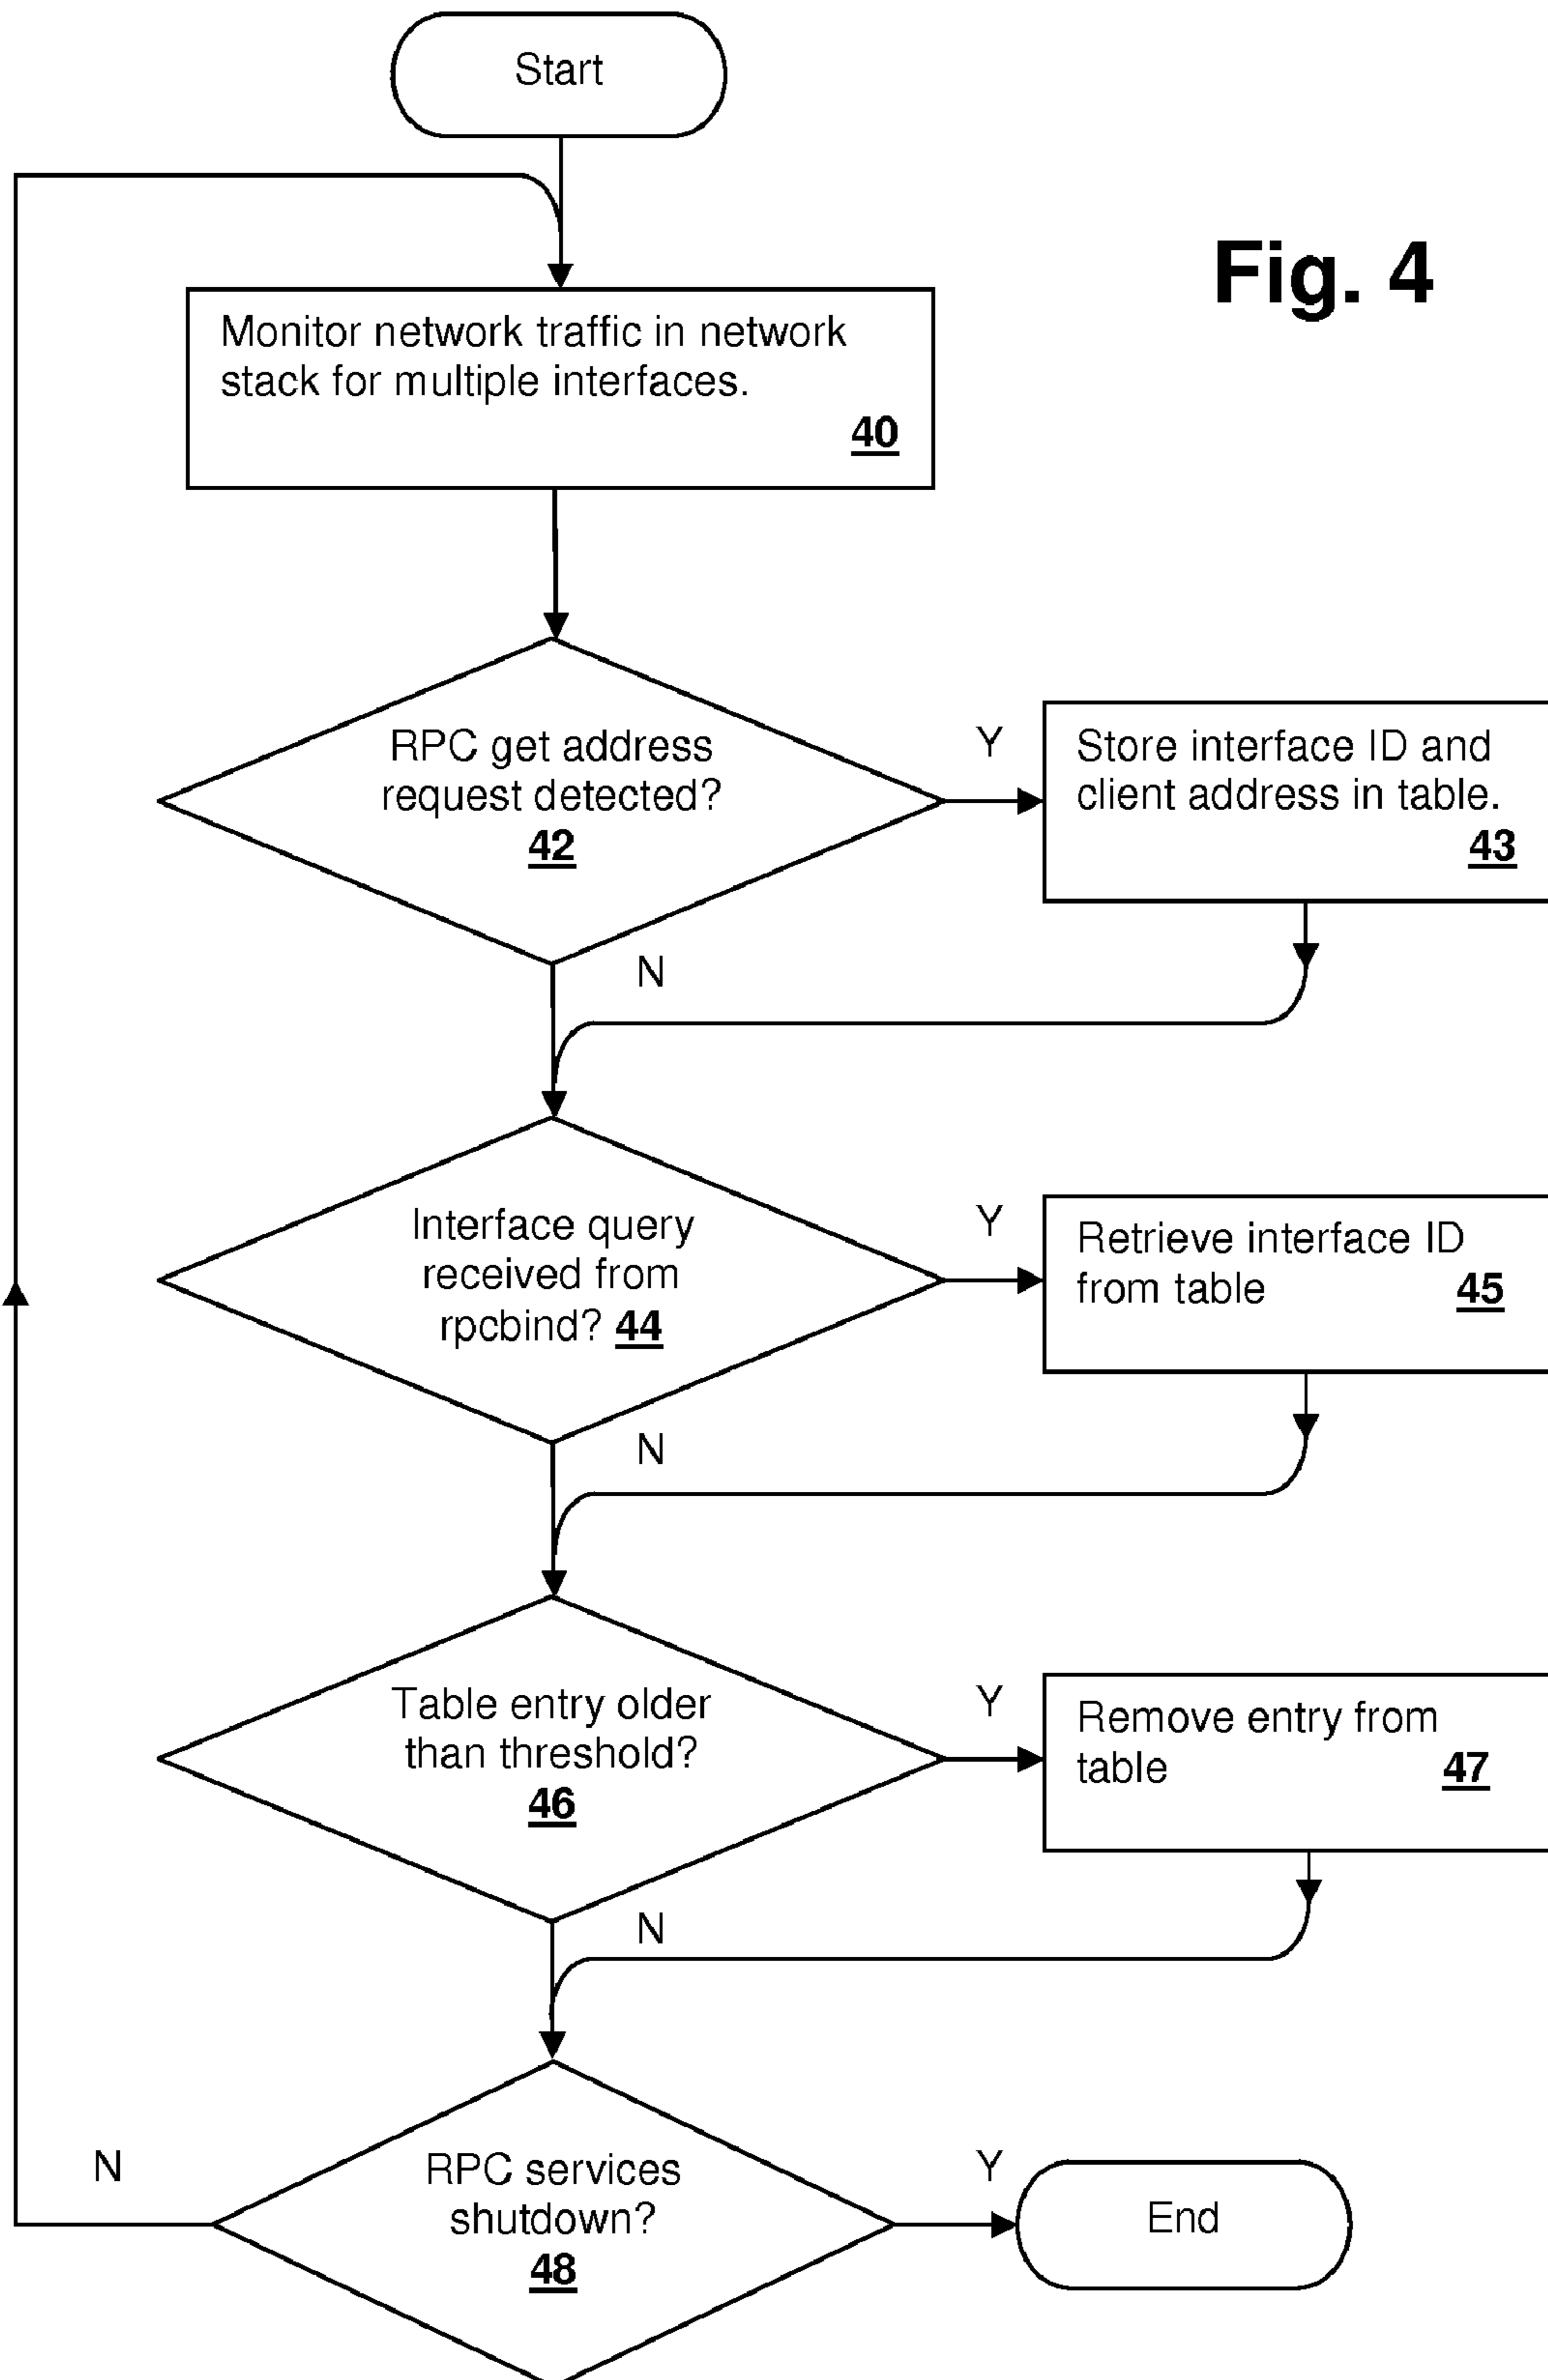 Start
Fig. 4
Monitor network traffic in network
stack for multiple interfaces.
40
RPC get address
request detected?
42
Y
Store interface ID and
client address in table.
43
N
Interface query
received from
rpcbind? 44
Y
Retrieve interface ID
from table 45
N
Table entry older
than threshold?
46
Y
Remove entry from
table 47
N
N
RPC services
shutdown?
48
Y
End